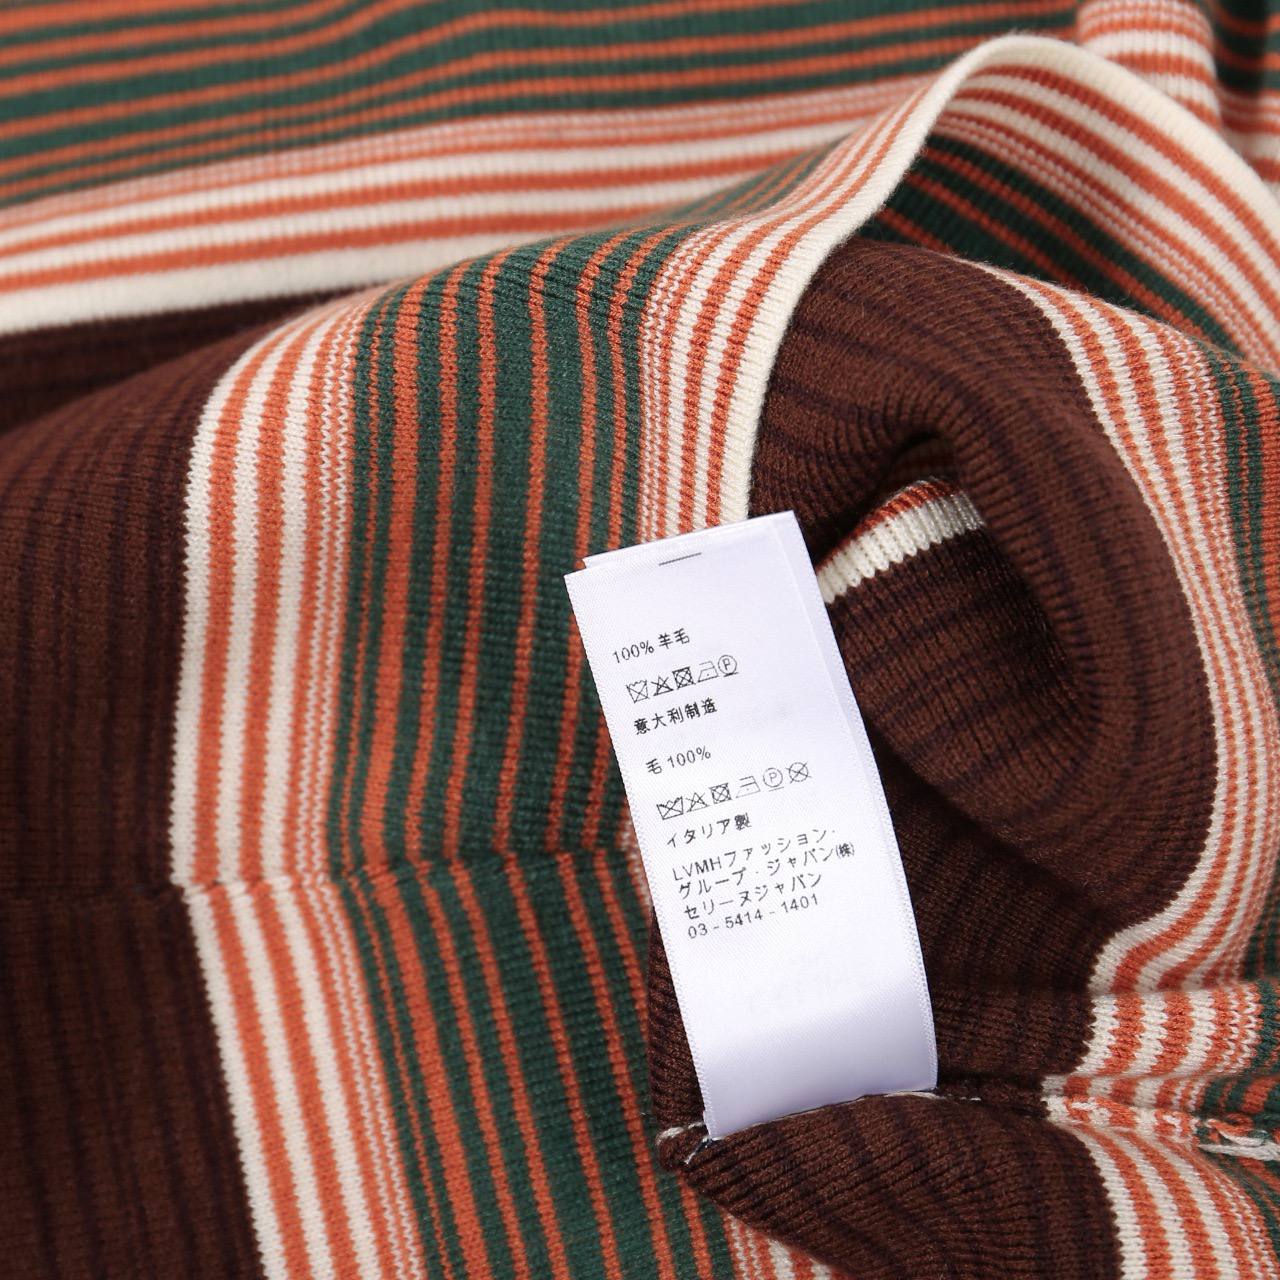 100% 羊毛
意大利制造
毛 100%
イタリア製
LVMHファッション・
グループ・ジャパン(株)
セリーヌジャパン
03 - 5414 - 1401